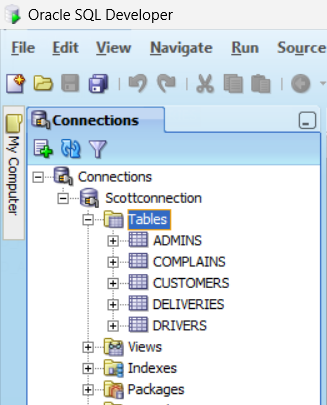 Oracle SQL Developer
File Edit View Navigate Run Source
Connections
My Computer
Connections
Scottconnection
Tables
ADMINS
COMPLAINS
CUSTOMERS
DELIVERIES
DRIVERS
Views
Indexes
Packages